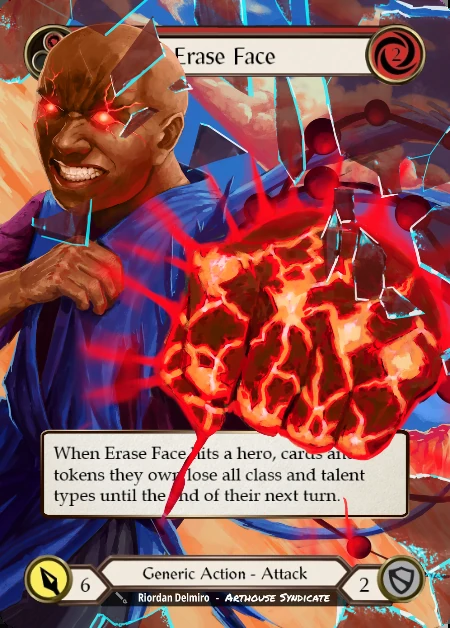 Erase Face
2
When Erase Face hits a hero, cards and
tokens they own lose all class and talent
types until the end of their next turn.
6
Generic Action - Attack
2
Riordan Delmiro - Arthouse Syndicate